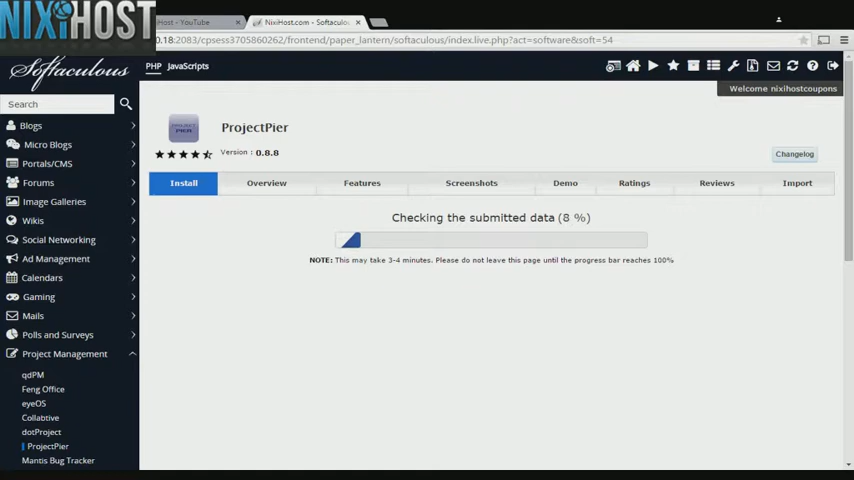 NIXIHOST
iHost - YouTube
NixiHost.com - Softaculou
0.18:2083/cpsess3705860262/frontend/paper_lantern/softaculous/index.live.php?act=software&soft=54
Softaculous
PHP JavaScripts
Welcome nixihostcoupons
Search
Blogs
Micro Blogs
Portals/CMS
Forums
Image Galleries
Wikis
Social Networking
Ad Management
Calendars
Gaming
Mails
Polls and Surveys
Project Management
qdPM
Feng Office
eyeOS
Collabtive
dotProject
ProjectPier
Mantis Bug Tracker
PROJECT
PIER
ProjectPier
Version : 0.8.8
Changelog
Install Overview Features Screenshots Demo Ratings Reviews Import
Checking the submitted data (8 %)
NOTE: This may take 3-4 minutes. Please do not leave this page until the progress bar reaches 100%